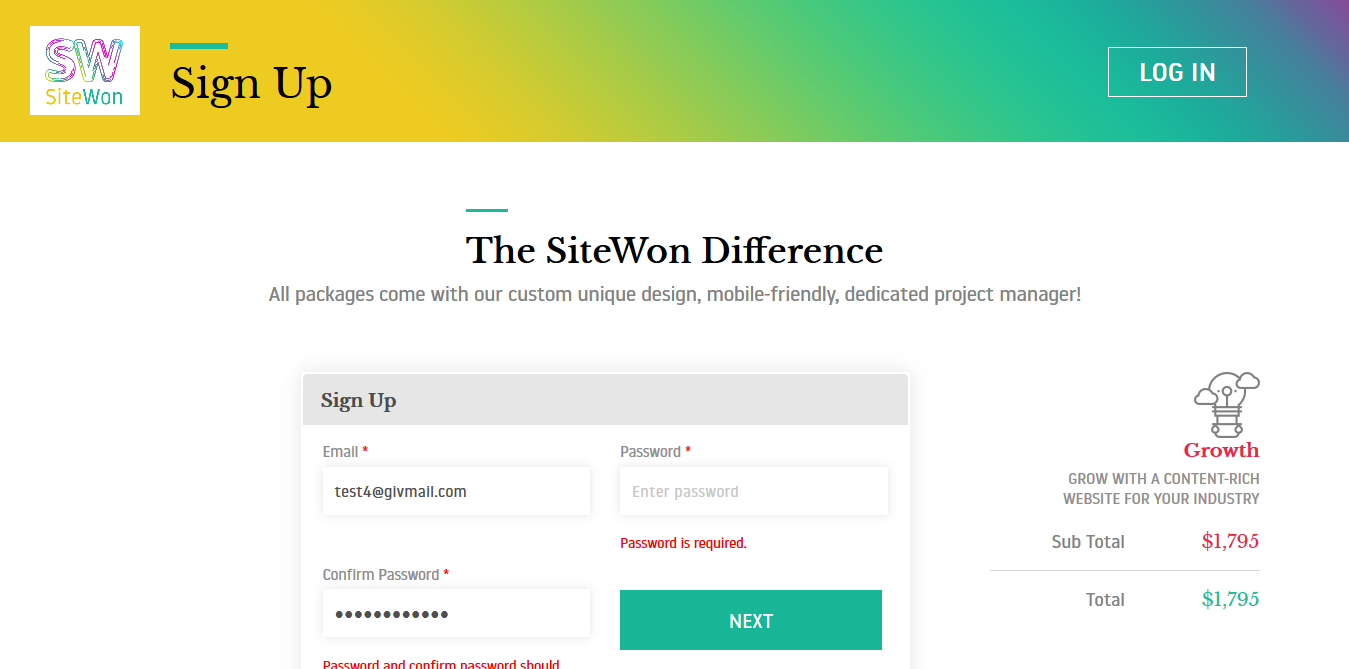 SW
SiteWon
Sign Up
LOG IN
The SiteWon Difference
All packages come with our custom unique design, mobile-friendly, dedicated project manager!
Sign Up
Email *
test4@givmail.com
Password *
Enter password
Password is required.
Confirm Password *
••••••••••••
Password and confirm password should
NEXT
Growth
GROW WITH A CONTENT-RICH
WEBSITE FOR YOUR INDUSTRY
Sub Total $1,795
Total $1,795